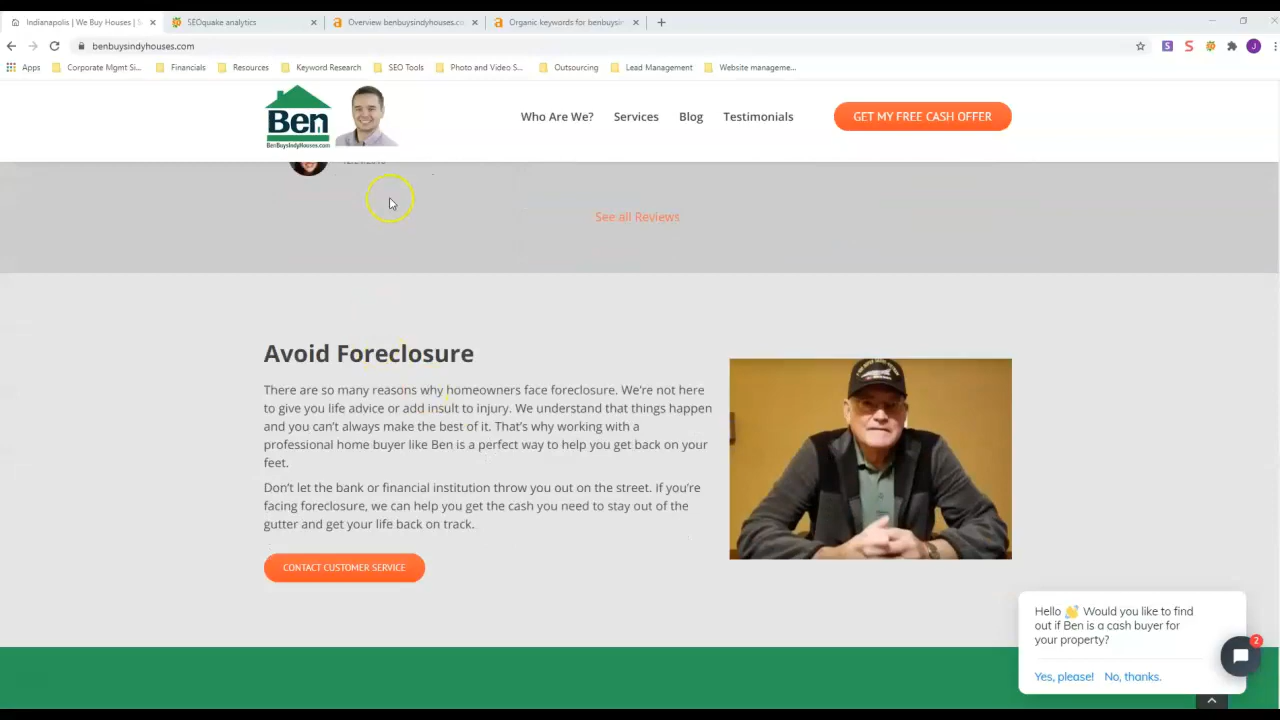 Indianapolis | We Buy Houses | S
SEOquake analytics
Overview benbuysindyhouses.co
Organic keywords for benbuysin
benbuysindyhouses.com
S
S
J
Apps
Corporate Mgmt Si...
Financials
Resources
Keyword Research
SEO Tools
Photo and Video S...
Outsourcing
Lead Management
Website manageme...
Ben
BenBuysIndyHouses.com
Who Are We?
Services
Blog
Testimonials
GET MY FREE CASH OFFER
See all Reviews
Avoid Foreclosure
There are so many reasons why homeowners face foreclosure. We're not here
to give you life advice or add insult to injury. We understand that things happen
and you can't always make the best of it. That's why working with a
professional home buyer like Ben is a perfect way to help you get back on your
feet.
Don't let the bank or financial institution throw you out on the street. If you're
facing foreclosure, we can help you get the cash you need to stay out of the
gutter and get your life back on track.
CONTACT CUSTOMER SERVICE
Hello 👋 Would you like to find
out if Ben is a cash buyer for
your property?
2
Yes, please! No, thanks.